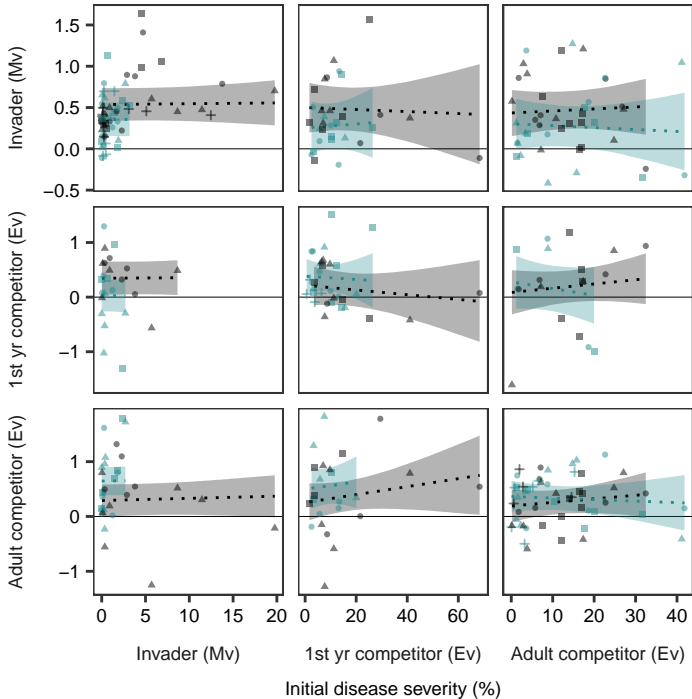 1.5
1.0
0.5
0.0
−0.5
Invader (Mv)
1
0
−1
1st yr competitor (Ev)
1
0
−1
Adult competitor (Ev)
0 5 10 15 20
0 20 40 60
0 10 20 30 40
Invader (Mv) 1st yr competitor (Ev) Adult competitor (Ev)
Initial disease severity (%)